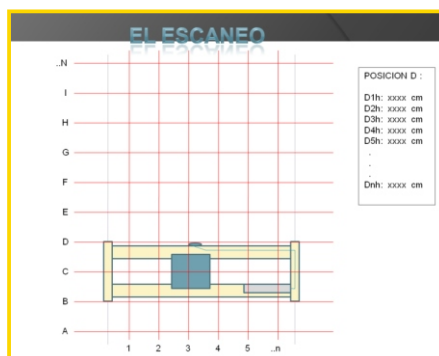 EL ESCANEO
..N
I
H
G
F
E
D
C
B
A
1 2 3 4 5 ..n
POSICION D :
D1h: xxxx cm
D2h: xxxx cm
D3h: xxxx cm
D4h: xxxx cm
D5h: xxxx cm
.
.
.
Dnh: xxxx cm